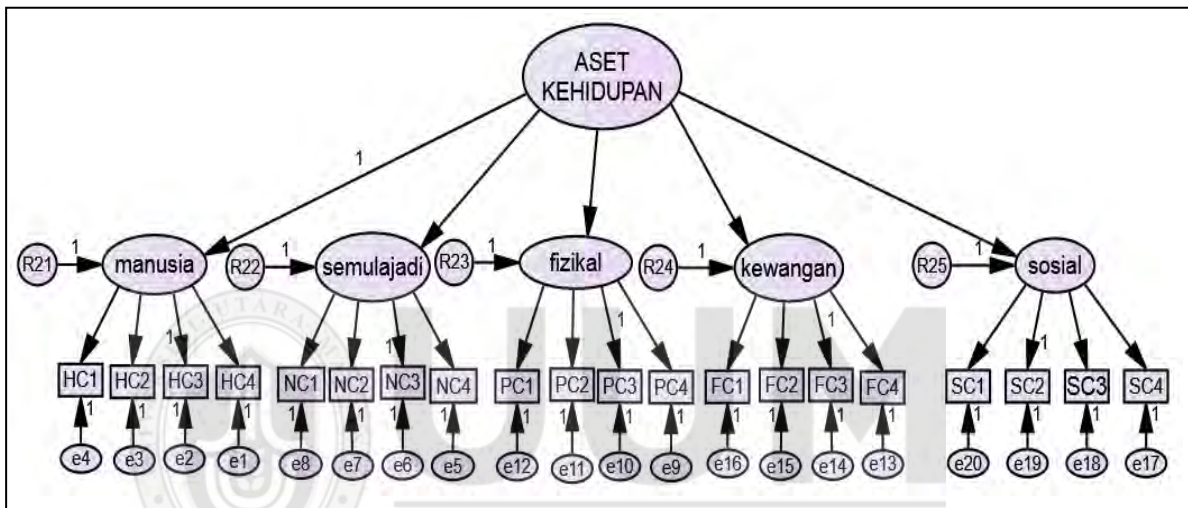 ASET
KEHIDUPAN
1
R21 1 manusia R22 1 semulajadi R23 1 fizikal R24 1 kewangan R25 1 sosial
1 1 1 1 1
HC1 HC2 HC3 HC4 NC1 NC2 NC3 NC4 PC1 PC2 PC3 PC4 FC1 FC2 FC3 FC4 SC1 SC2 SC3 SC4
1 1 1 1 1 1 1 1 1 1 1 1 1 1 1 1 1 1 1 1
e4 e3 e2 e1 e8 e7 e6 e5 e12 e11 e10 e9 e16 e15 e14 e13 e20 e19 e18 e17
UUM